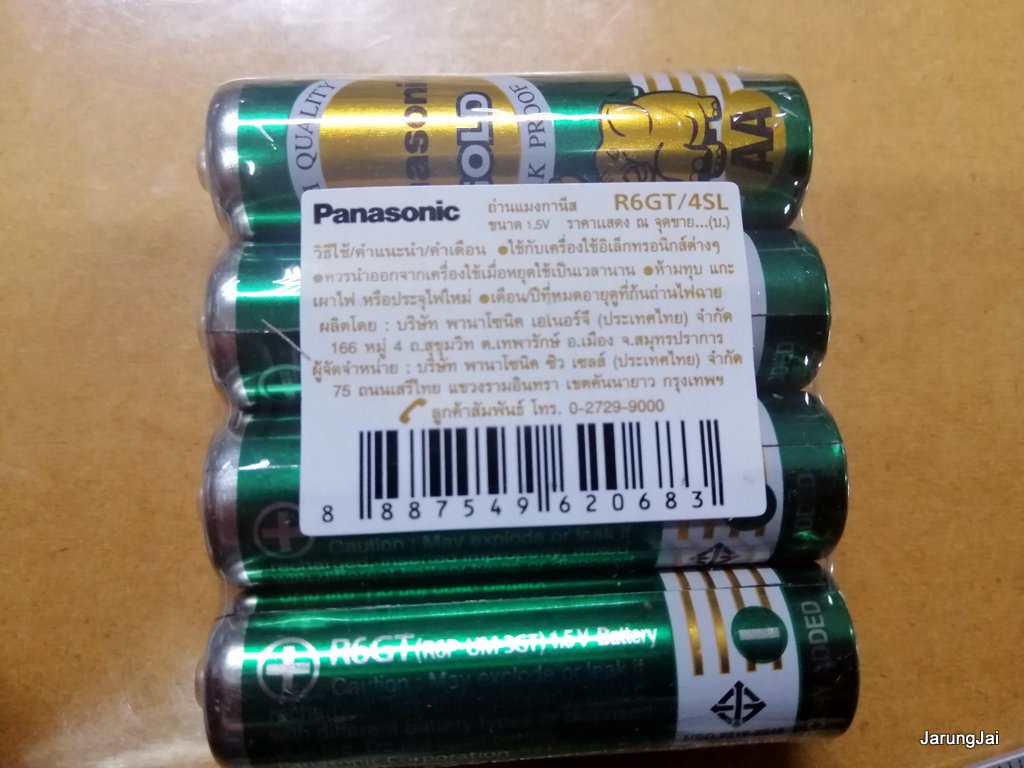 QUALITY
Panasonic
GOLD
PROOF
AA
Panasonic ถ่านแมงกานีส R6GT/4SL
ขนาด 1.5V ราคาแสดง ณ จุดขาย...(บ.)
วิธีใช้/คำแนะนำ/คำเตือน ●ใช้กับเครื่องใช้อิเล็กทรอนิกส์ต่างๆ
●ควรนำออกจากเครื่องใช้เมื่อหยุดใช้เป็นเวลานาน ●ห้ามทุบ แกะ
เผาไฟ หรือประจุไฟใหม่ ●เดือน/ปีที่หมดอายุดูที่ก้นถ่านไฟฉาย
ผลิตโดย : บริษัท พานาโซนิค เอเนอร์จี (ประเทศไทย) จำกัด
166 หมู่ 4 ถ.สุขุมวิท ต.เทพารักษ์ อ.เมือง จ.สมุทรปราการ
ผู้จัดจำหน่าย : บริษัท พานาโซนิค ซิว เซลส์ (ประเทศไทย) จำกัด
75 ถนนเสรีไทย แขวงรามอินทรา เขตคันนายาว กรุงเทพฯ
ลูกค้าสัมพันธ์ โทร. 0-2729-9000
8 887549 620683
ADDED
Caution : May explode or leak if
ADDED
R6GT (R6P UM-3GT) 1.5V Battery
Caution : May explode or leak if
with different battery types or disposed
ADDED
JarungJai